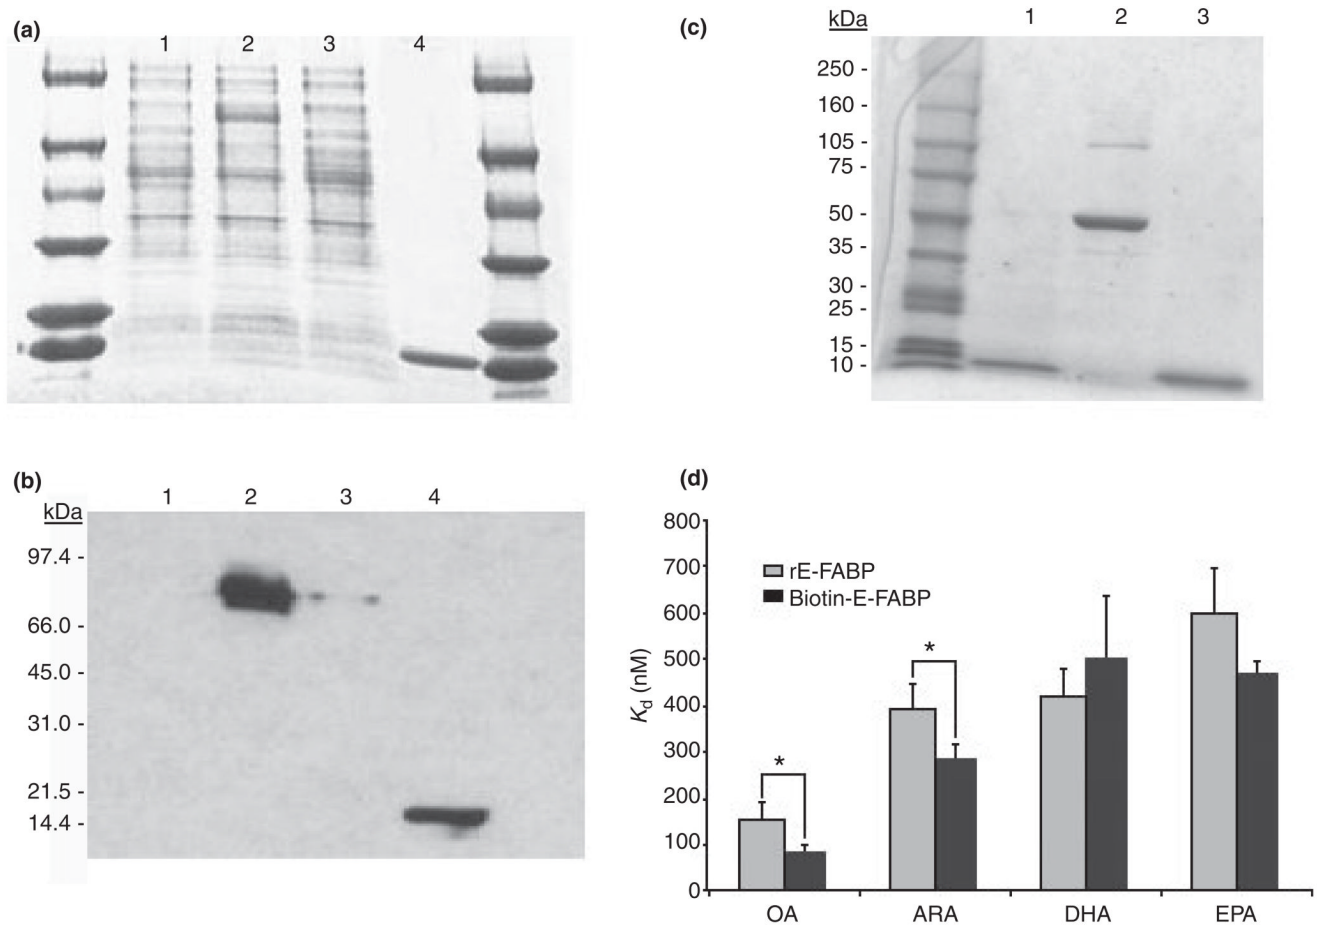 (a)
1 2 3 4
(b)
kDa
1 2 3 4
97.4 -
66.0 -
45.0 -
31.0 -
21.5 -
14.4 -
(c)
kDa
1 2 3
250 -
160 -
105 -
75 -
50 -
35 -
30 -
25 -
15 -
10 -
(d)
Kd (nM)
800
700
600
500
400
300
200
100
0
rE-FABP
Biotin-E-FABP
*
*
OA ARA DHA EPA